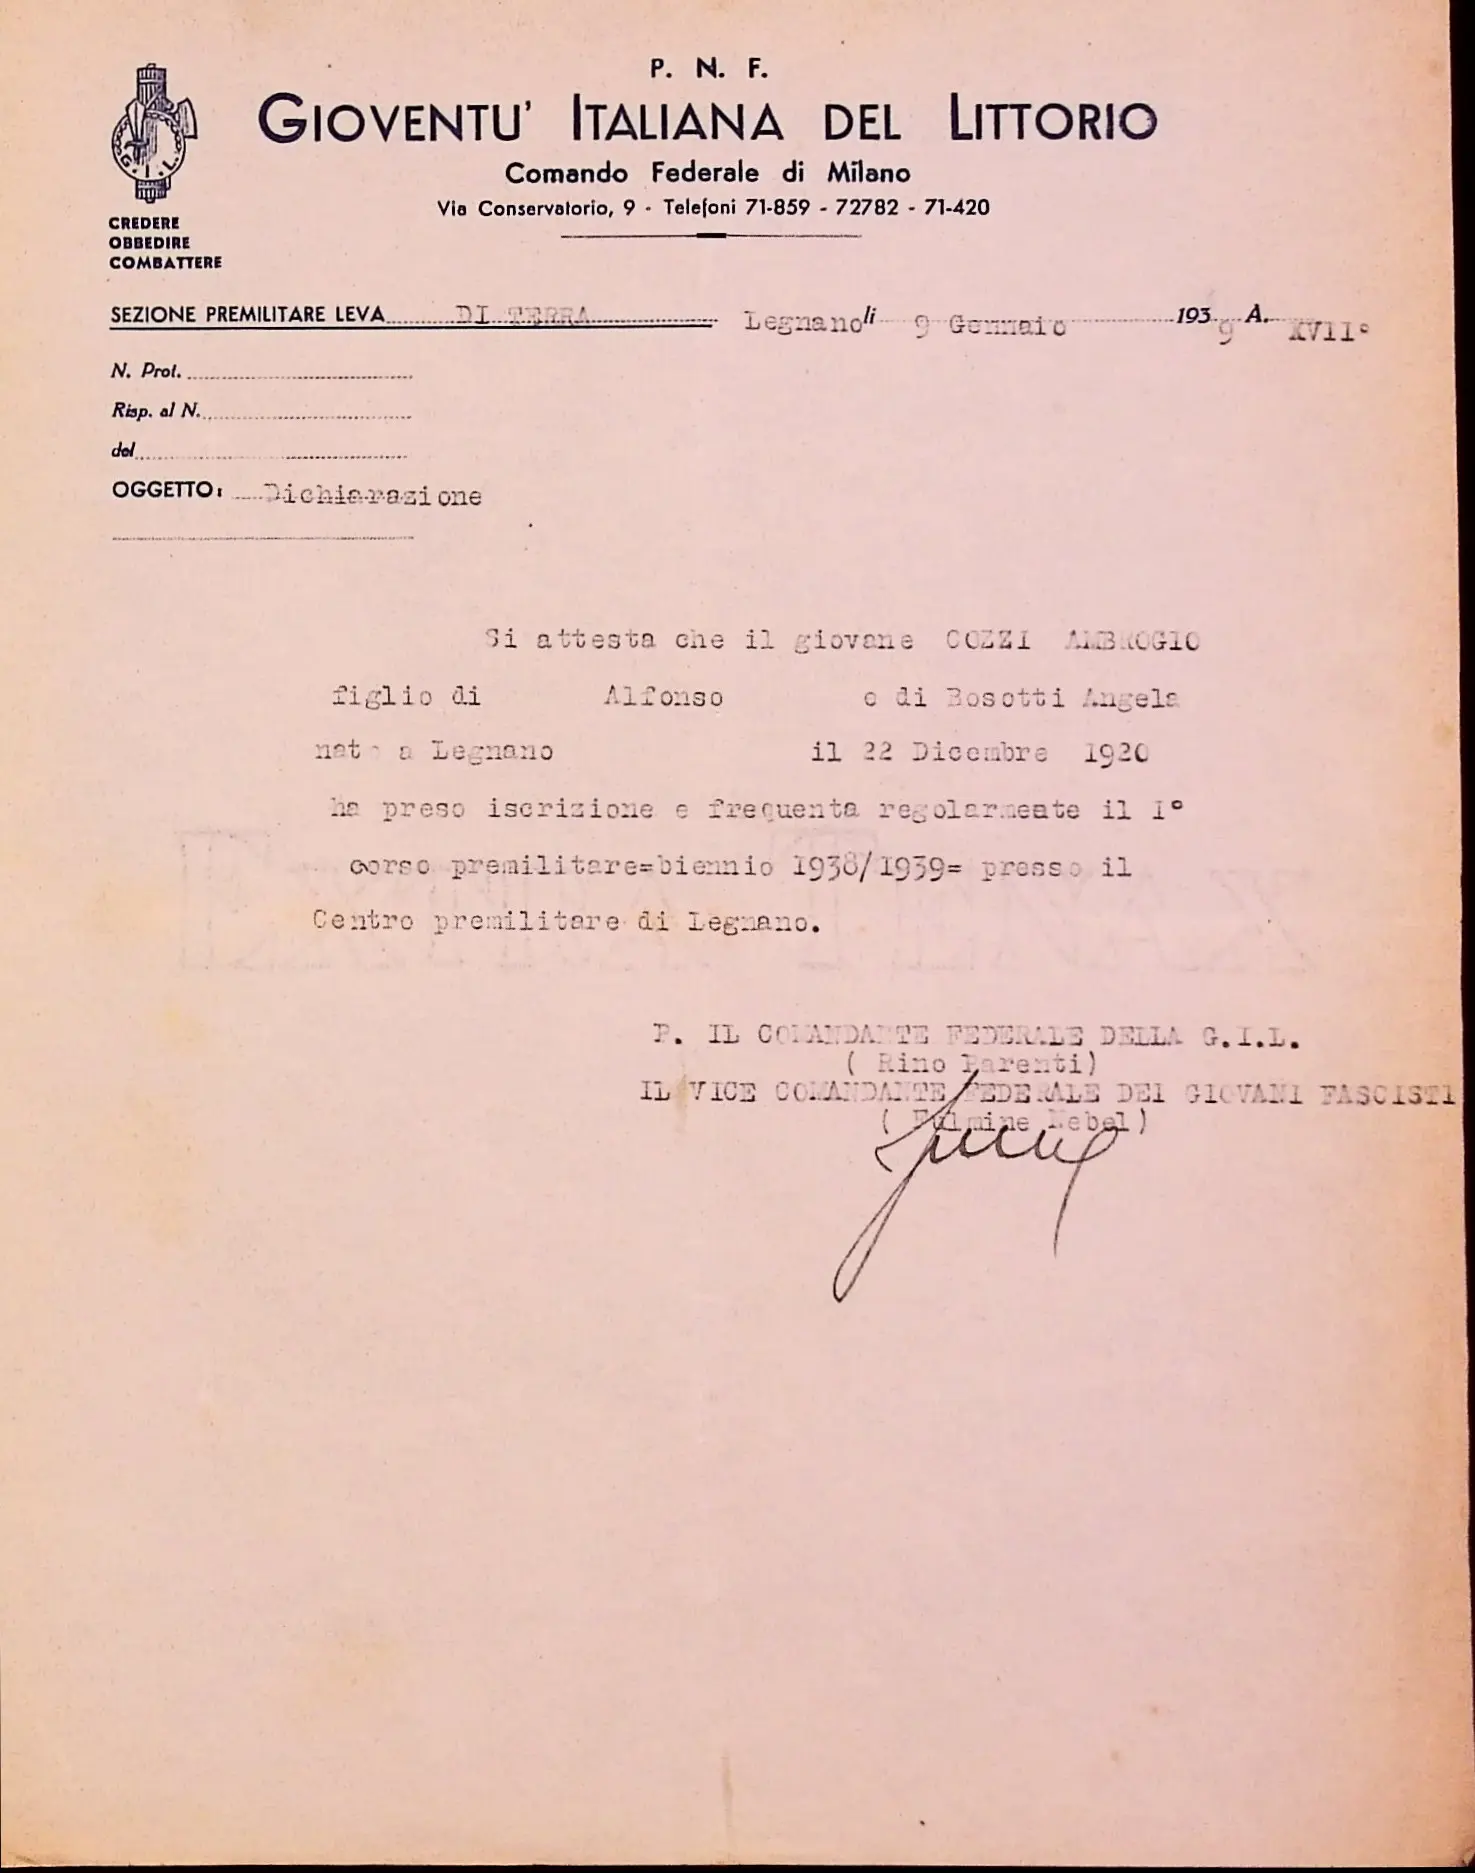 P. N. F.
GIOVENTU' ITALIANA DEL LITTORIO
Comando Federale di Milano
Via Conservatorio, 9 - Telefoni 71-859 - 72782 - 71-420
G.I.L.
CREDERE
OBBEDIRE
COMBATTERE
SEZIONE PREMILITARE LEVA DI TERRA Legnano li 9 Gennaio 1939 A. XVII°
N. Prot.
Risp. al N.
del
OGGETTO: Dichiarazione
Si attesta che il giovane COZZI AMBROGIO
figlio di Alfonso e di Bosotti Angela
nato a Legnano il 22 Dicembre 1920
ha preso iscrizione e frequenta regolarmeate il I°
corso premilitare=biennio 1938/1939= presso il
Centro premilitare di Legnano.
P. IL COMANDANTE FEDERALE DELLA G.I.L.
( Rino Parenti)
IL VICE COMANDANTE FEDERALE DEI GIOVANI FASCISTI
( Fulmine )